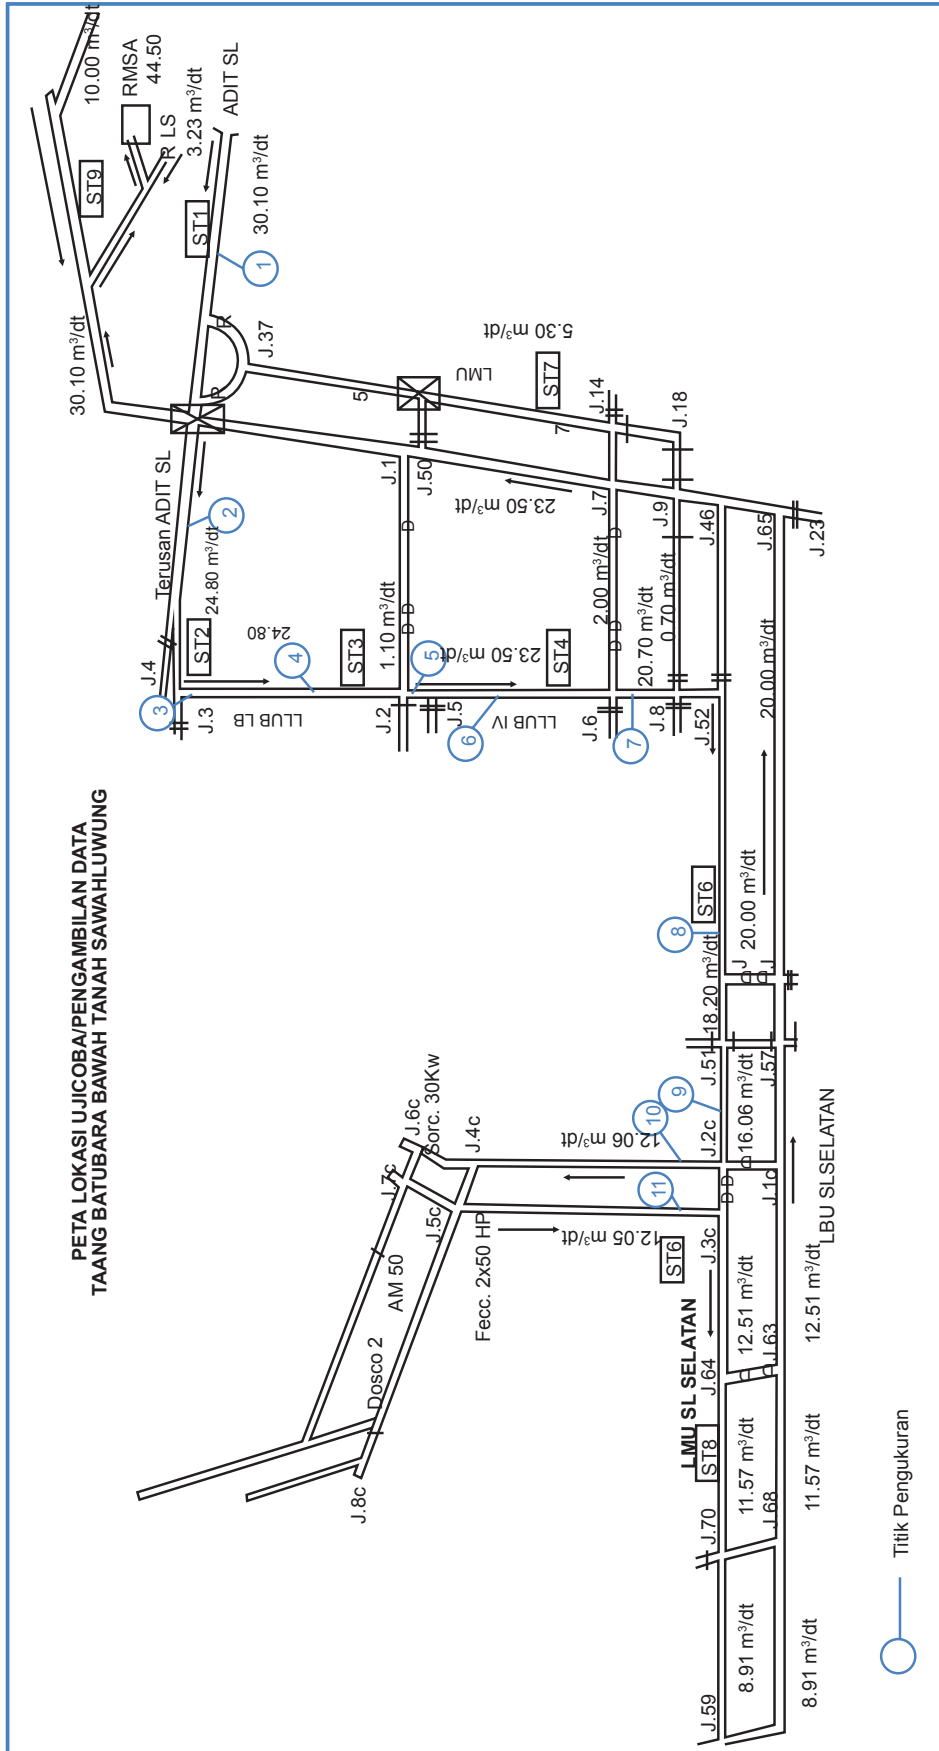 PETA LOKASI UJICOBA/PENGAMBILAN DATA
TAANG BATUBARA BAWAH TANAH SAWAHLUWUNG
10.00 m³/dt
RMSA
44.50
R LS
3.23 m³/dt
ADIT SL
ST9
ST1
30.10 m³/dt
1
30.10 m³/dt
R
P
J.37
5
LMU
5.30 m³/dt
ST7
J.14
7
J.18
Terusan ADIT SL
2
24.80 m³/dt
J.1
J.50
23.50 m³/dt
J.7
J.9
J.46
J.65
J.23
D
D
J.4
ST2
24.80
4
ST3
1.10 m³/dt
D D
5
23.50 m³/dt
ST4
2.00 m³/dt
D D
20.70 m³/dt
0.70 m³/dt
20.00 m³/dt
3
J.3
LLUB LB
J.2
J.5
6
LLUB IV
J.6
7
J.8
J.52
ST6
8
18.20 m³/dt
20.00 m³/dt
D J
D J
J.51
J.57
9
10
J.2c
16.06 m³/dt
12.06 m³/dt
11
J.6c
Sorc. 30Kw
J.4c
J.7c
J.5c
AM 50
Fecc. 2x50 HP
12.05 m³/dt
ST6
J.3c
D D
D
J.1c
LBU SLSELATAN
Dosco 2
J.8c
LMU SL SELATAN
ST8
J.64
12.51 m³/dt
J.63
12.51 m³/dt
D
D
J.70
11.57 m³/dt
J.68
11.57 m³/dt
J.59
8.91 m³/dt
8.91 m³/dt
Titik Pengukuran